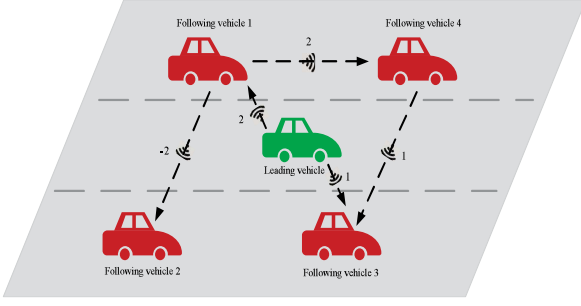 Following vehicle 1
Following vehicle 4
2
2
-2
1
Leading vehicle
1
Following vehicle 2
Following vehicle 3